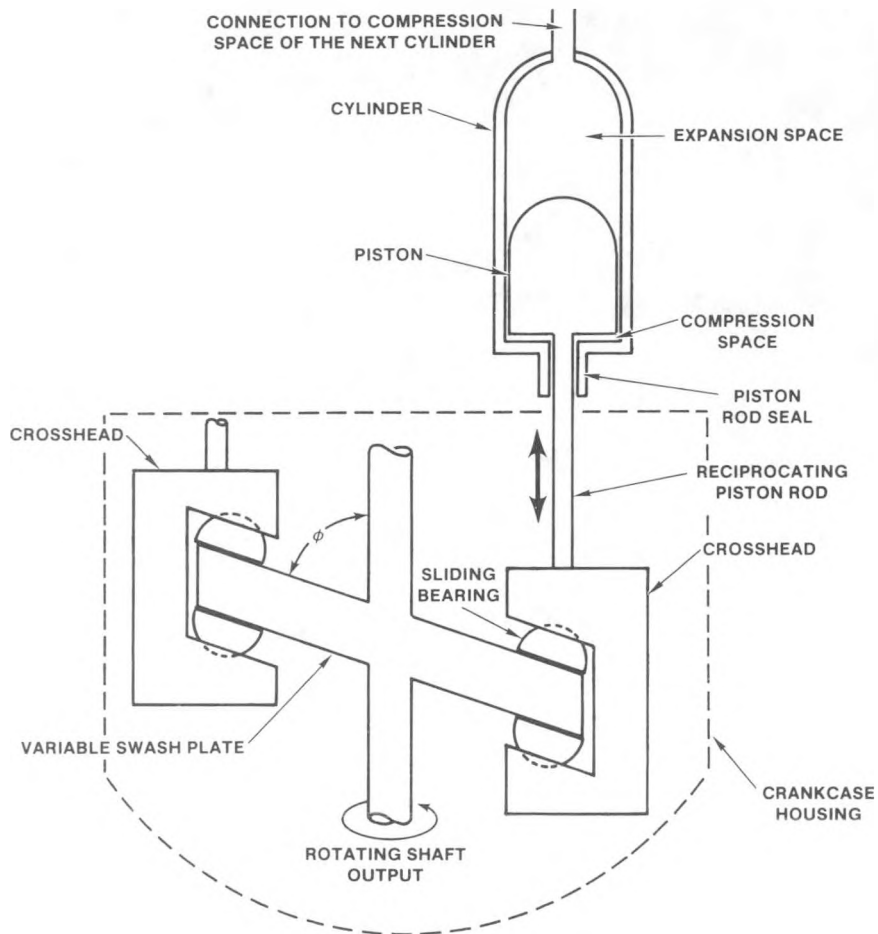 CONNECTION TO COMPRESSION
SPACE OF THE NEXT CYLINDER
CYLINDER
EXPANSION SPACE
PISTON
COMPRESSION
SPACE
PISTON
ROD SEAL
CROSSHEAD
RECIPROCATING
PISTON ROD
ϕ
CROSSHEAD
SLIDING
BEARING
VARIABLE SWASH PLATE
CRANKCASE
HOUSING
ROTATING SHAFT
OUTPUT